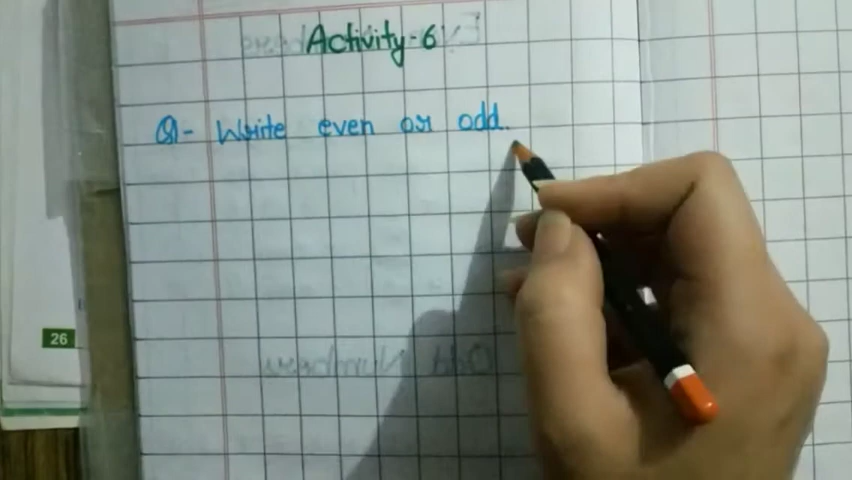 Activity-6
Q- Write even or odd.
26